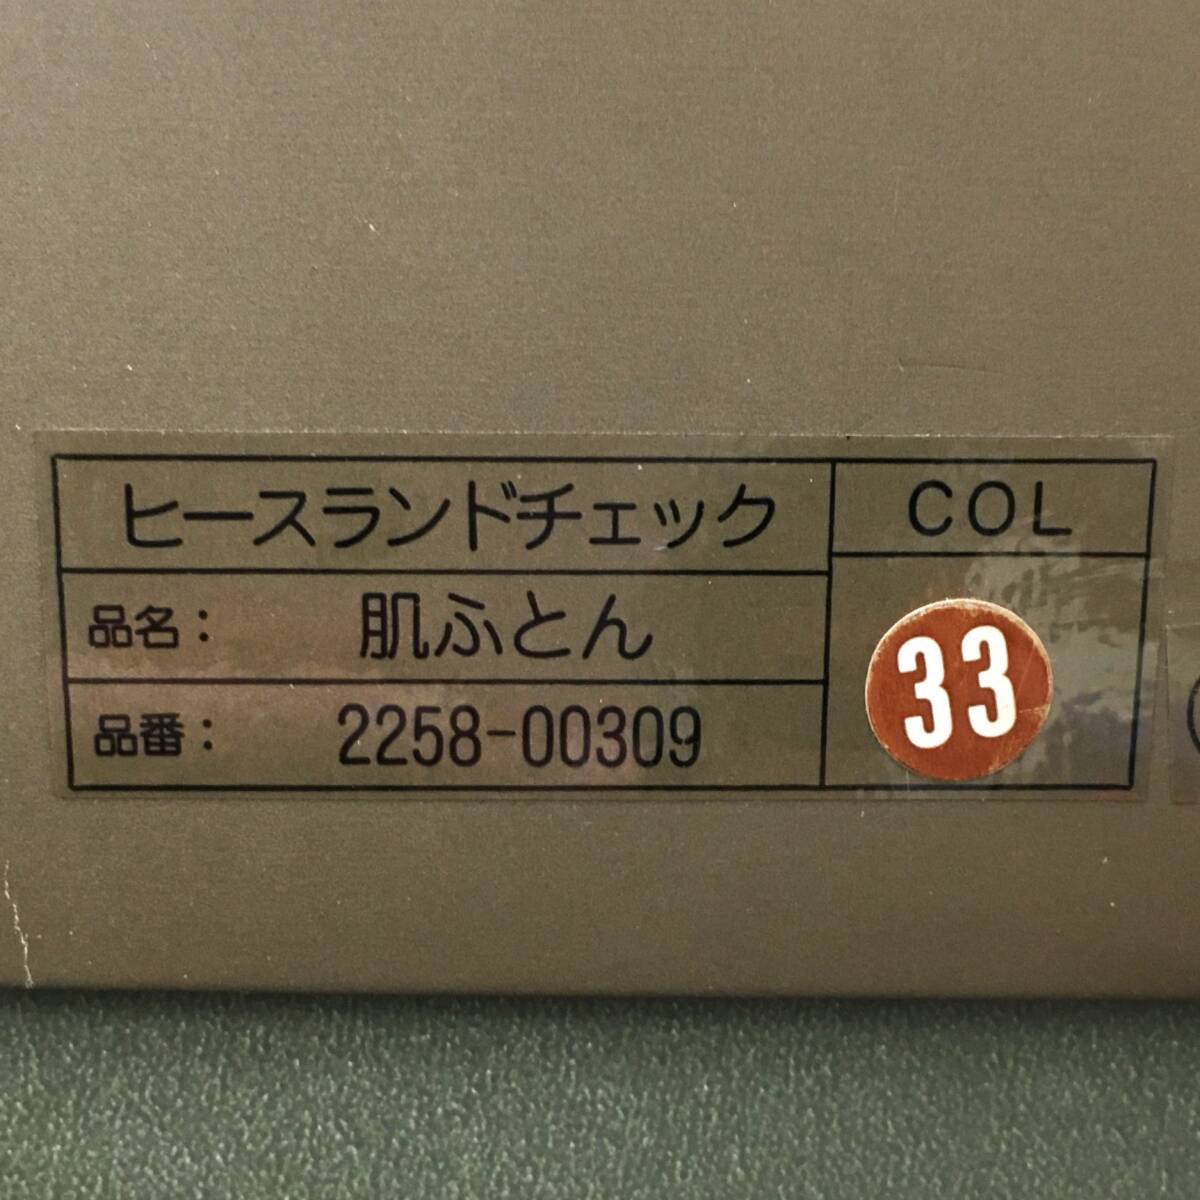 ヒースランドチェック
COL
品名： 肌ふとん
33
品番： 2258-00309